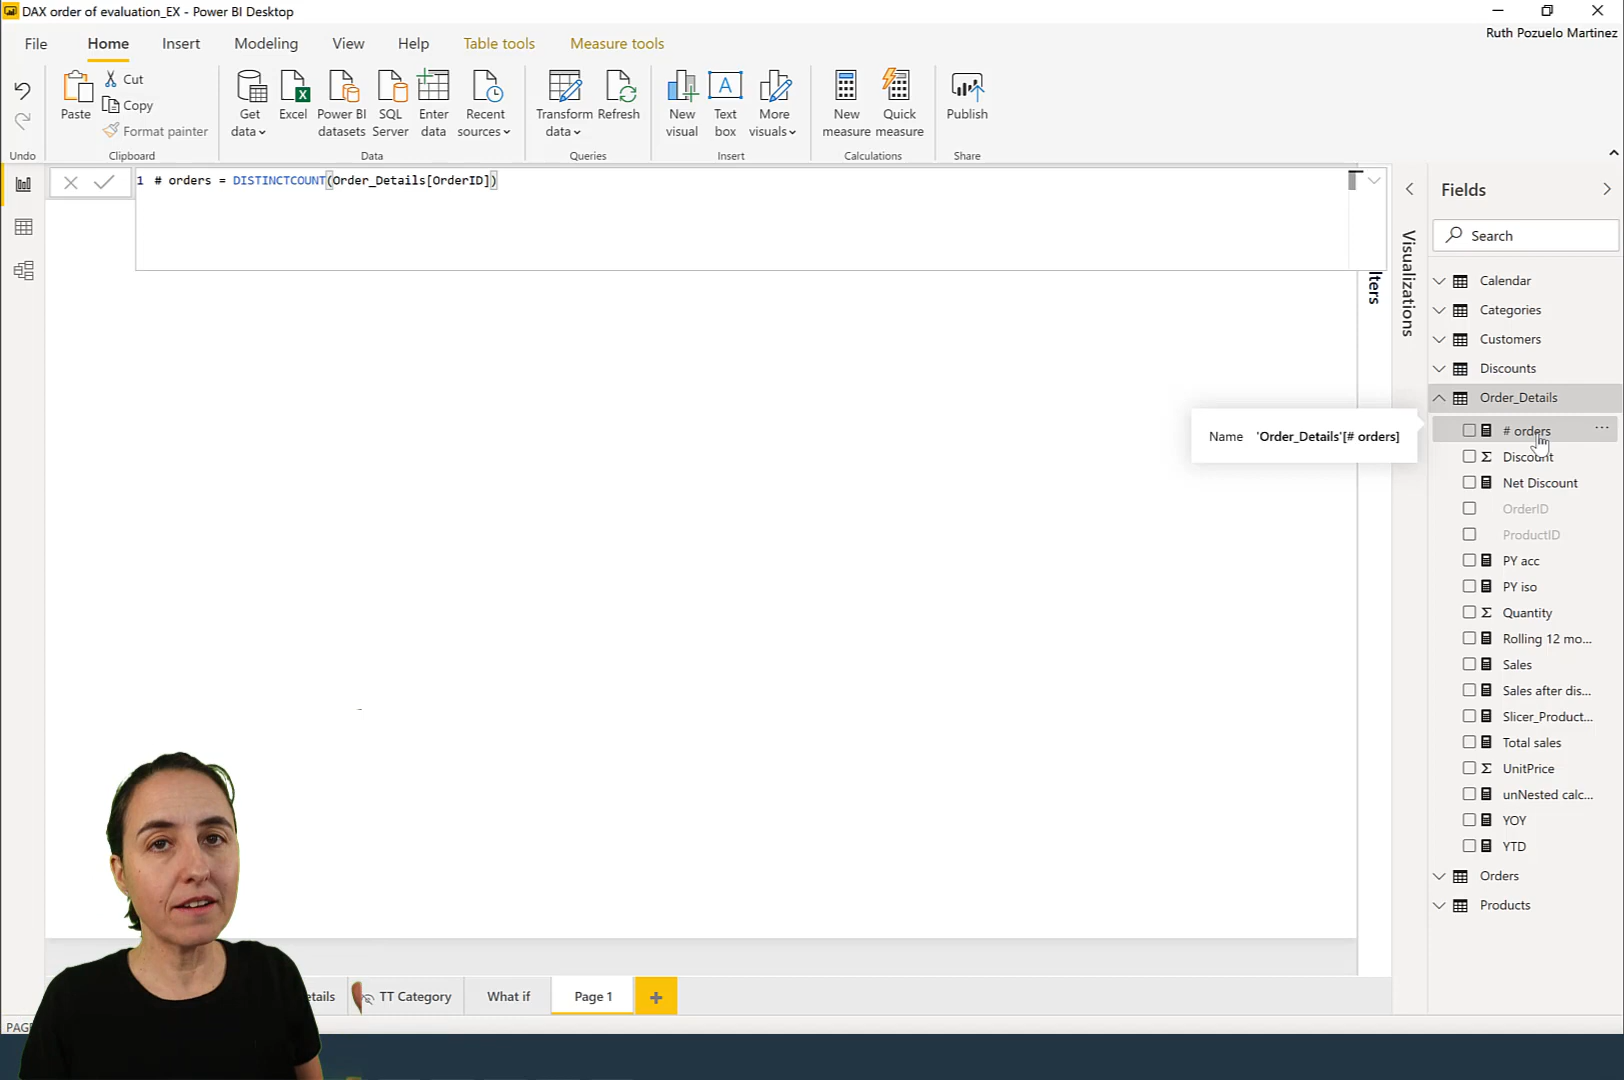 DAX order of evaluation_EX - Power BI Desktop
Ruth Pozuelo Martinez
File Home Insert Modeling View Help Table tools Measure tools
Undo
Paste
Cut
Copy
Format painter
Clipboard
Get data
Excel
Power BI datasets
SQL Server
Enter data
Recent sources
Data
Transform data
Refresh
Queries
New visual
Text box
More visuals
Insert
New measure
Quick measure
Calculations
Publish
Share
1 # orders = DISTINCTCOUNT(Order_Details[OrderID])
lters
Visualizations
Fields
Search
Calendar
Categories
Customers
Discounts
Order_Details
Name 'Order_Details'[# orders]
# orders
Discount
Net Discount
OrderID
ProductID
PY acc
PY iso
Quantity
Rolling 12 mo...
Sales
Sales after dis...
Slicer_Product...
Total sales
UnitPrice
unNested calc...
YOY
YTD
Orders
Products
etails TT Category What if Page 1 +
PAG